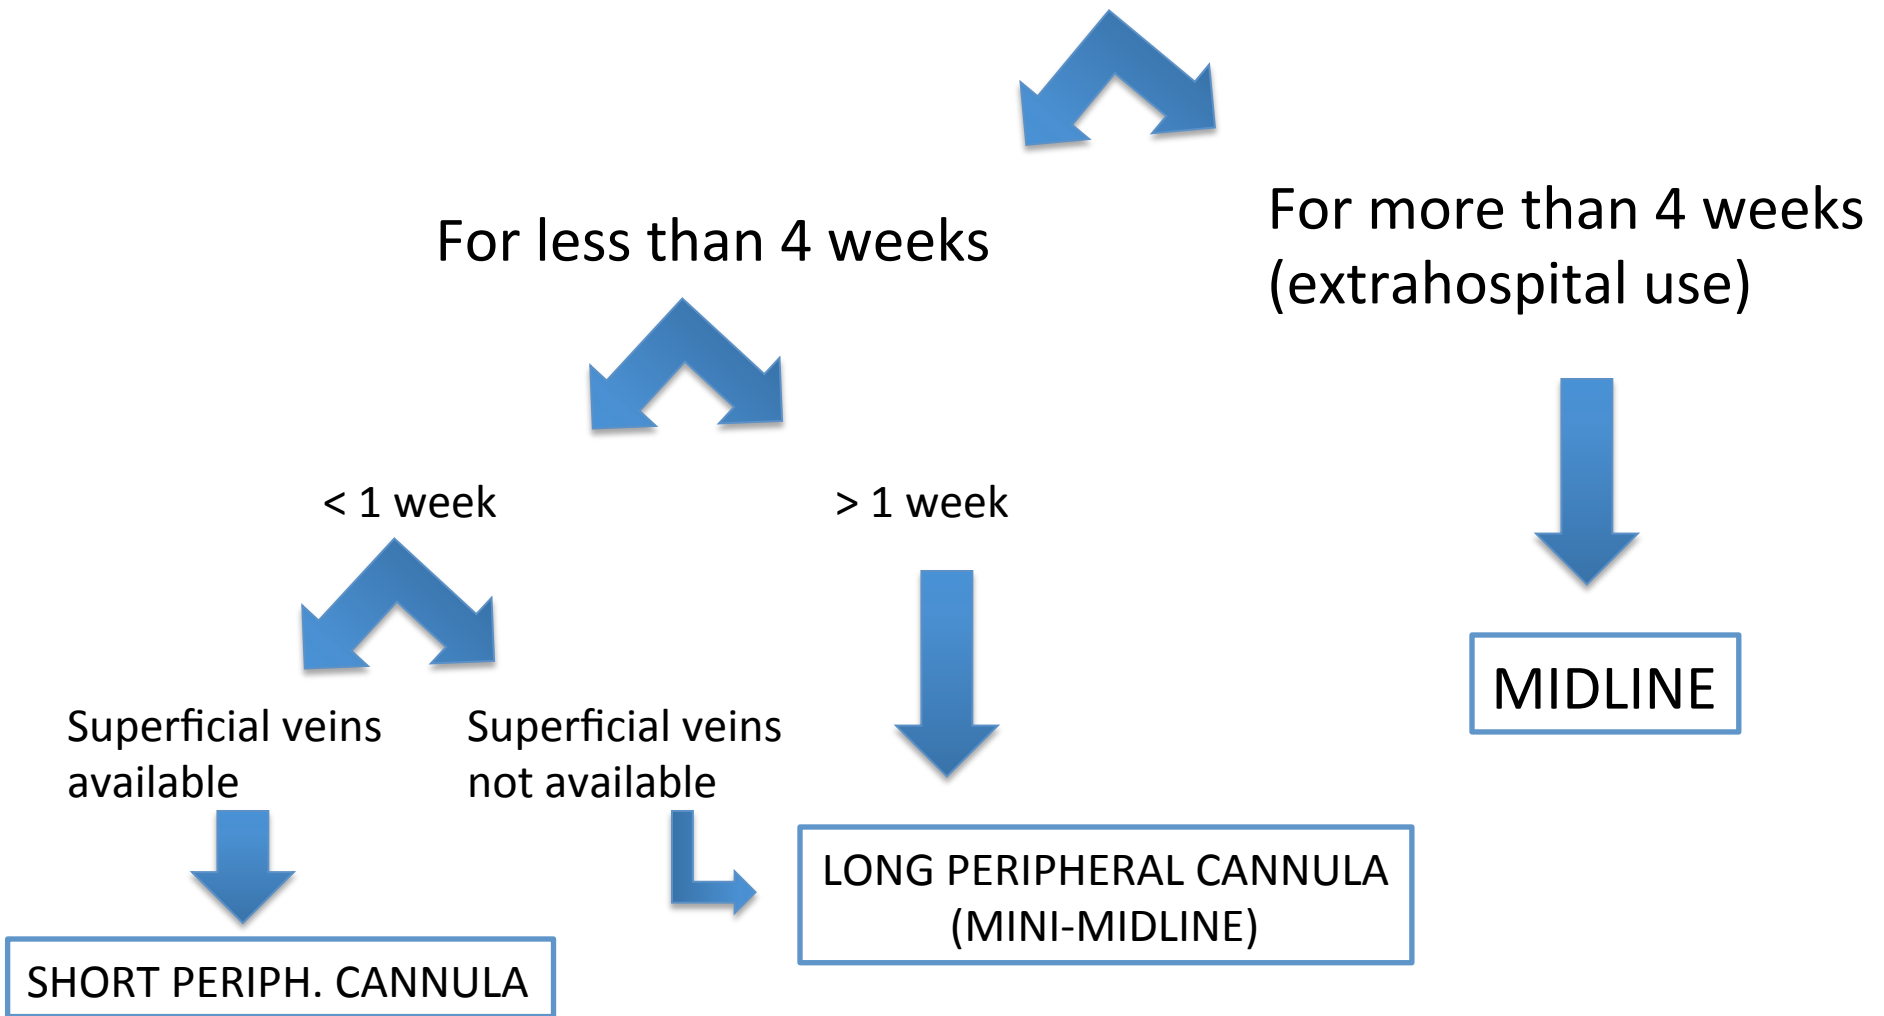 For less than 4 weeks
For more than 4 weeks
(extrahospital use)
< 1 week
> 1 week
Superficial veins
available
Superficial veins
not available
MIDLINE
LONG PERIPHERAL CANNULA
(MINI-MIDLINE)
SHORT PERIPH. CANNULA